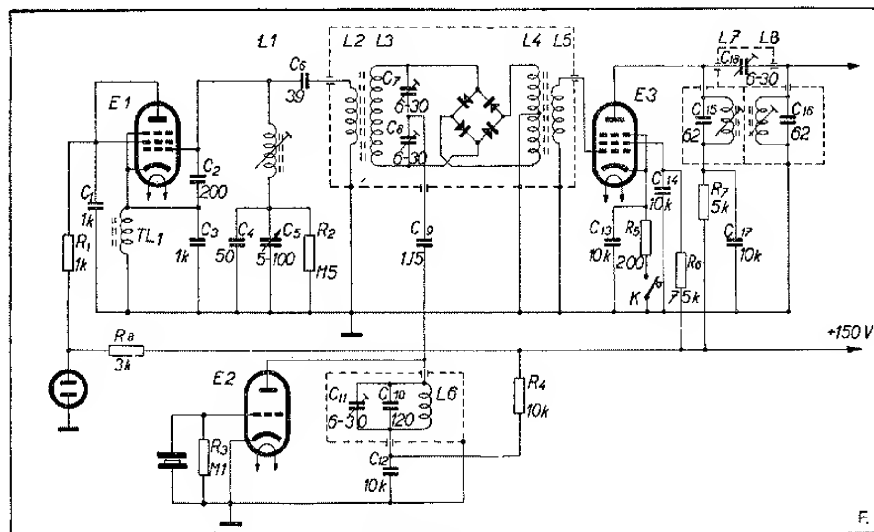 L1
C6
39
L2
L3
L4
L5
L7
L8
C18
6-30
E1
C7
6-30
C8
6-30
E3
C15
62
C16
62
C1
1k
C2
200
TL1
C3
1k
C4
50
C5
5-100
R2
M5
R1
1k
C9
1J5
C13
10k
R5
200
C14
10k
K
R6
75k
R7
5k
C17
10k
+150 V
Ra
3k
E2
C11
6-30
C10
120
L6
R4
10k
R3
M1
C12
10k
F.